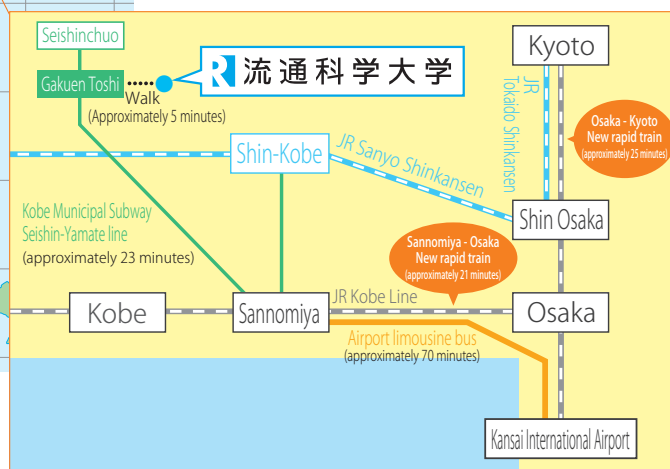 Seishinchuo
Gakuen Toshi
Walk
(Approximately 5 minutes)
流通科学大学
Kyoto
JR
Tokaido Shinkansen
Osaka - Kyoto
New rapid train
(approximately 25 minutes)
Shin-Kobe
JR Sanyo Shinkansen
Shin Osaka
Kobe Municipal Subway
Seishin-Yamate line
(approximately 23 minutes)
Sannomiya - Osaka
New rapid train
(approximately 21 minutes)
Kobe
Sannomiya
JR Kobe Line
Osaka
Airport limousine bus
(approximately 70 minutes)
Kansai International Airport